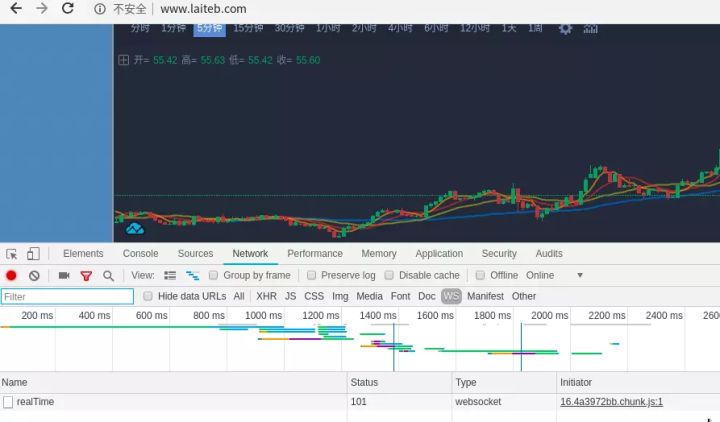 不安全 | www.laiteb.com
分时 1分钟 5分钟 15分钟 30分钟 1小时 2小时 4小时 6小时 12小时 1天 1周
开= 55.42 高= 55.63 低= 55.42 收= 55.60
Elements Console Sources Network Performance Memory Application Security Audits
View: Group by frame Preserve log Disable cache Offline Online
Filter Hide data URLs All XHR JS CSS Img Media Font Doc WS Manifest Other
200 ms 400 ms 600 ms 800 ms 1000 ms 1200 ms 1400 ms 1600 ms 1800 ms 2000 ms 2200 ms 2400 ms 2600
Name Status Type Initiator
realTime 101 websocket 16.4a3972bb.chunk.js:1